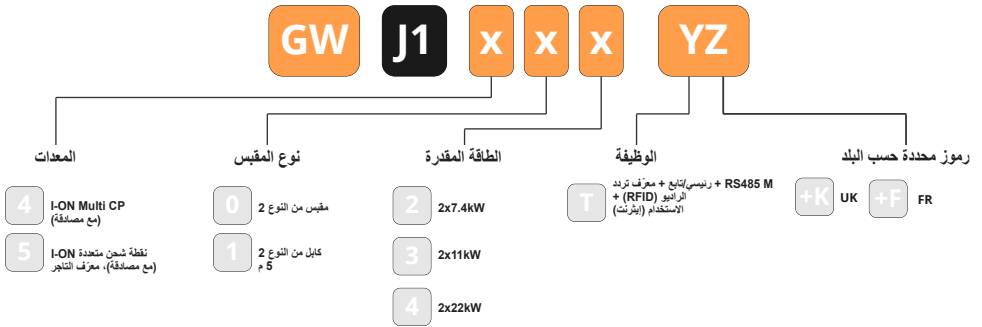 GW J1 x x x YZ
المعدات
4
I-ON Multi CP
(مع مصادقة)
5
نقطة شحن متعددة I-ON
(مع مصادقة)، معرّف التاجر
نوع المقبس
0
مقبس من النوع 2
1
كابل من النوع 2
5 م
الطاقة المقدرة
2
2x7.4kW
3
2x11kW
4
2x22kW
الوظيفة
T
RS485 M + رئيسي/تابع + معرّف تردد
الراديو (RFID) +
الاستخدام (إيثرنت)
رموز محددة حسب البلد
+K
UK
+F
FR